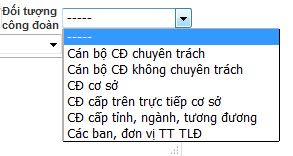 Đối tượng
công đoàn
-----
-----
Cán bộ CĐ chuyên trách
Cán bộ CĐ không chuyên trách
CĐ cơ sở
CĐ cấp trên trực tiếp cơ sở
CĐ cấp tỉnh, ngành, tương đương
Các ban, đơn vị TT TLĐ